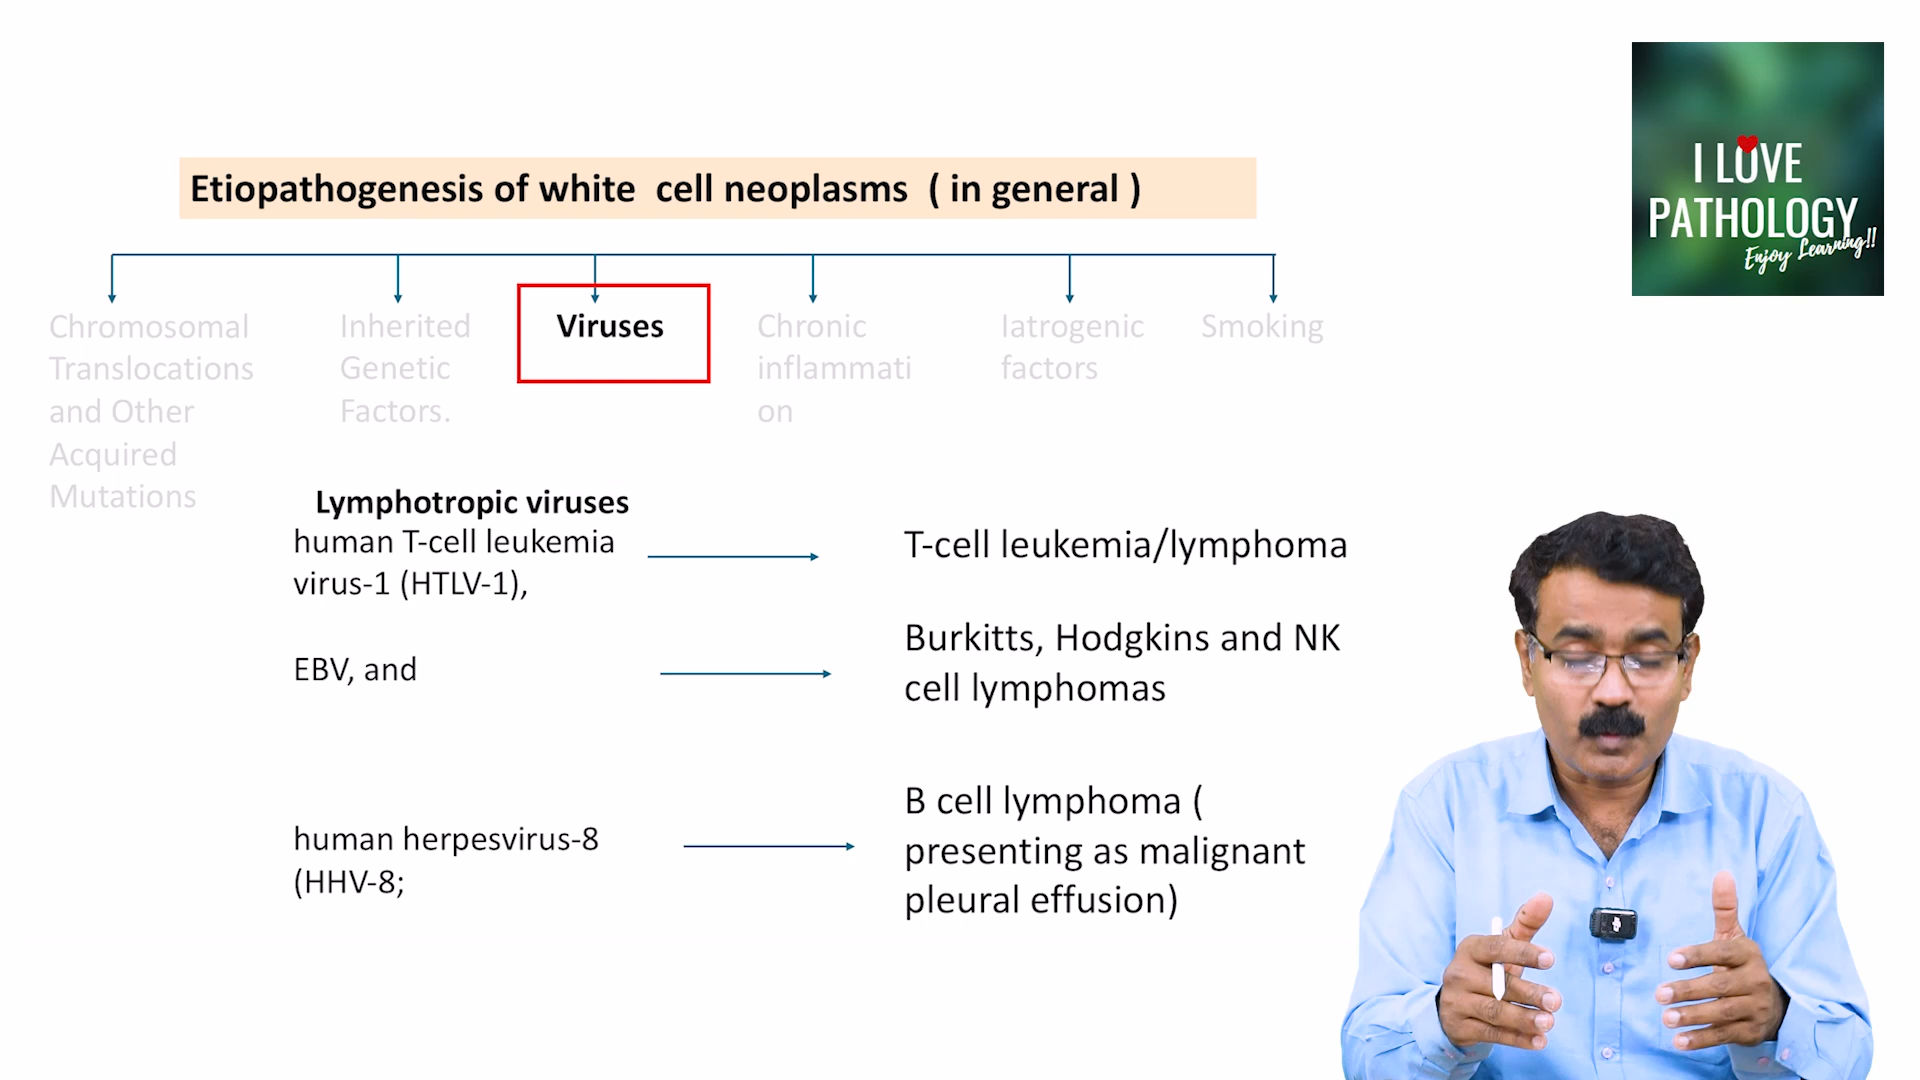 I LOVE
PATHOLOGY
Enjoy Learning!!
Etiopathogenesis of white cell neoplasms ( in general )
Chromosomal
Translocations
and Other
Acquired
Mutations
Inherited
Genetic
Factors.
Viruses
Chronic
inflammati
on
Iatrogenic
factors
Smoking
Lymphotropic viruses
human T-cell leukemia
virus-1 (HTLV-1),
T-cell leukemia/lymphoma
EBV, and
Burkitts, Hodgkins and NK
cell lymphomas
human herpesvirus-8
(HHV-8;
B cell lymphoma (
presenting as malignant
pleural effusion)